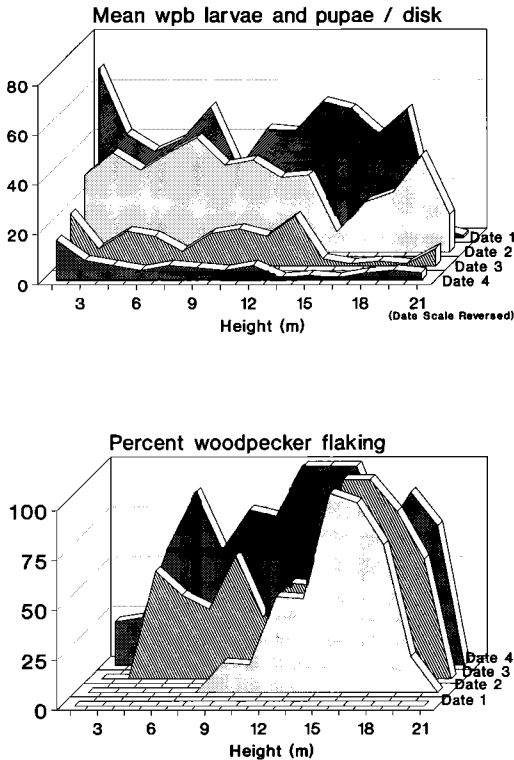 Mean wpb larvae and pupae / disk
80
60
40
20
0
Date 1
Date 2
Date 3
Date 4
3 6 9 12 15 18 21
Height (m)
(Date Scale Reversed)
Percent woodpecker flaking
100
75
50
25
0
Date 4
Date 3
Date 2
Date 1
3 6 9 12 15 18 21
Height (m)